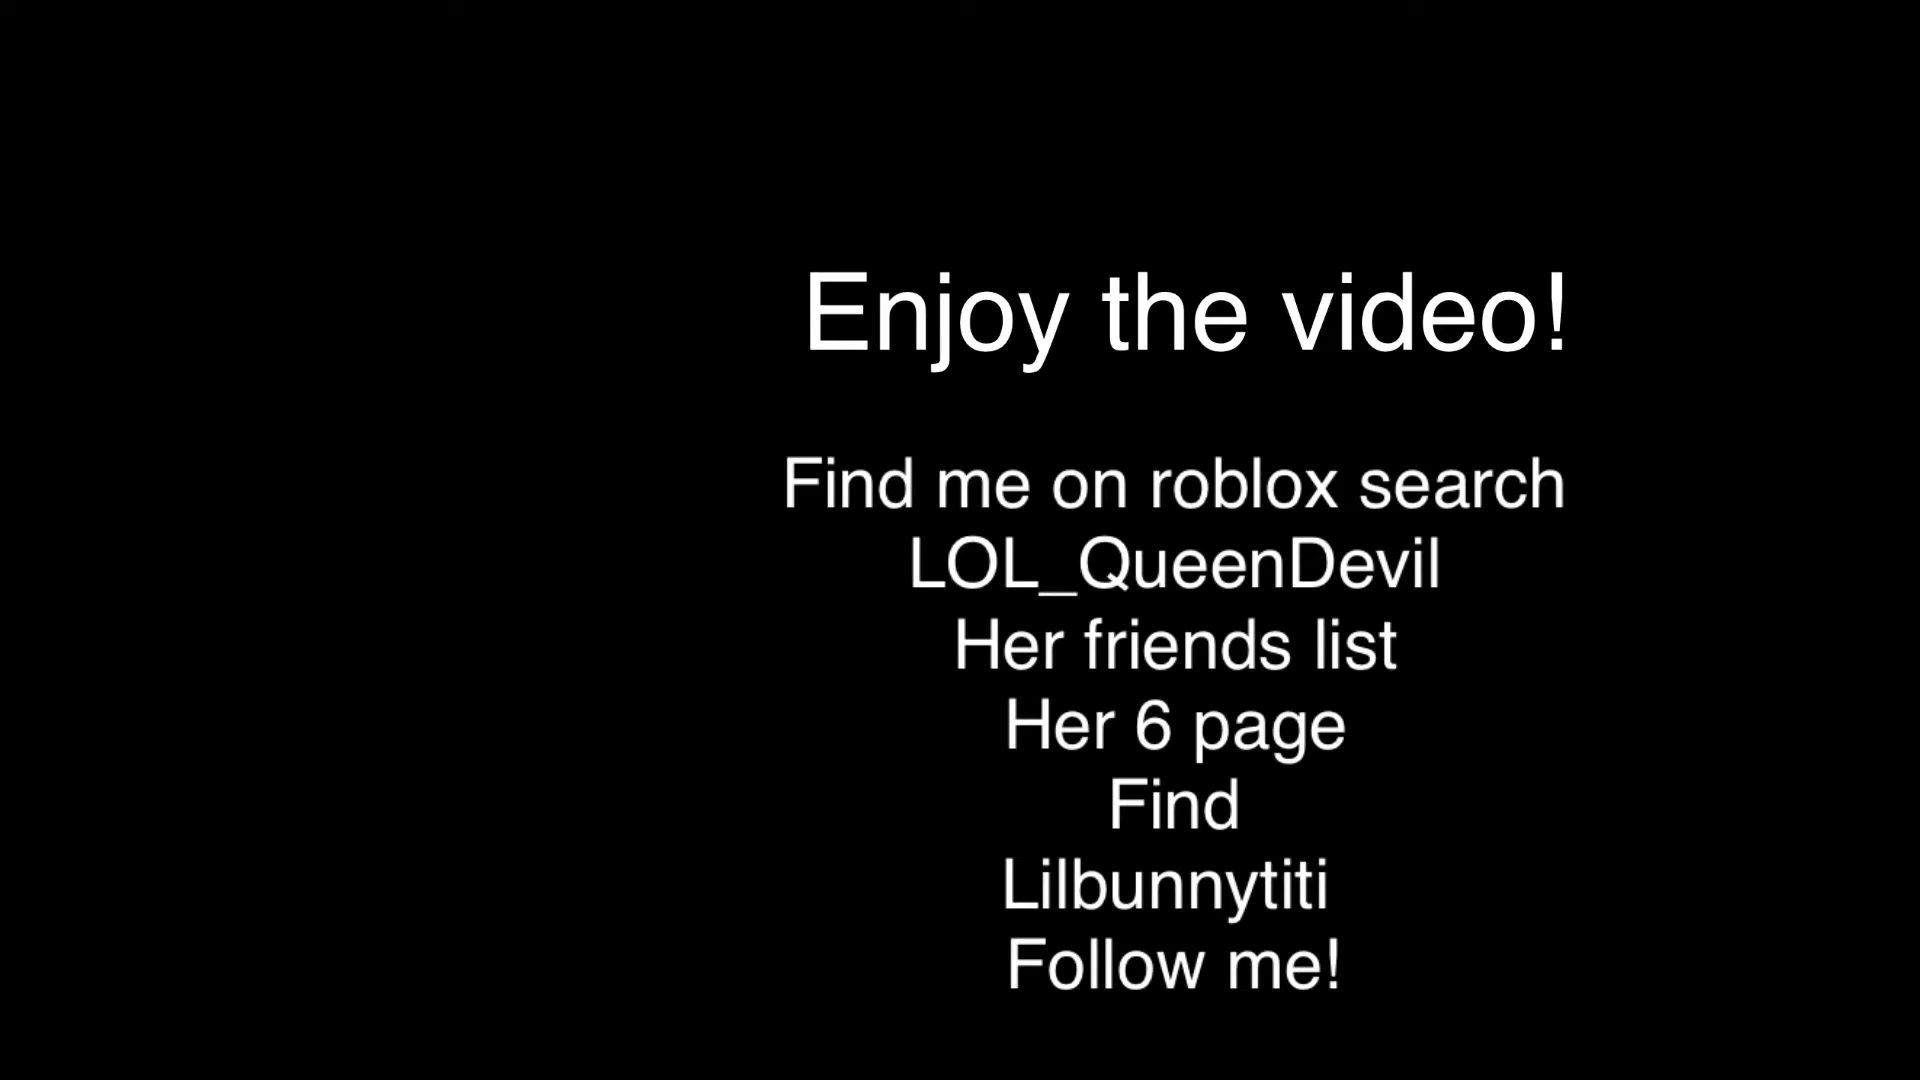 Enjoy the video!
Find me on roblox search
LOL_QueenDevil
Her friends list
Her 6 page
Find
Lilbunnytiti
Follow me!